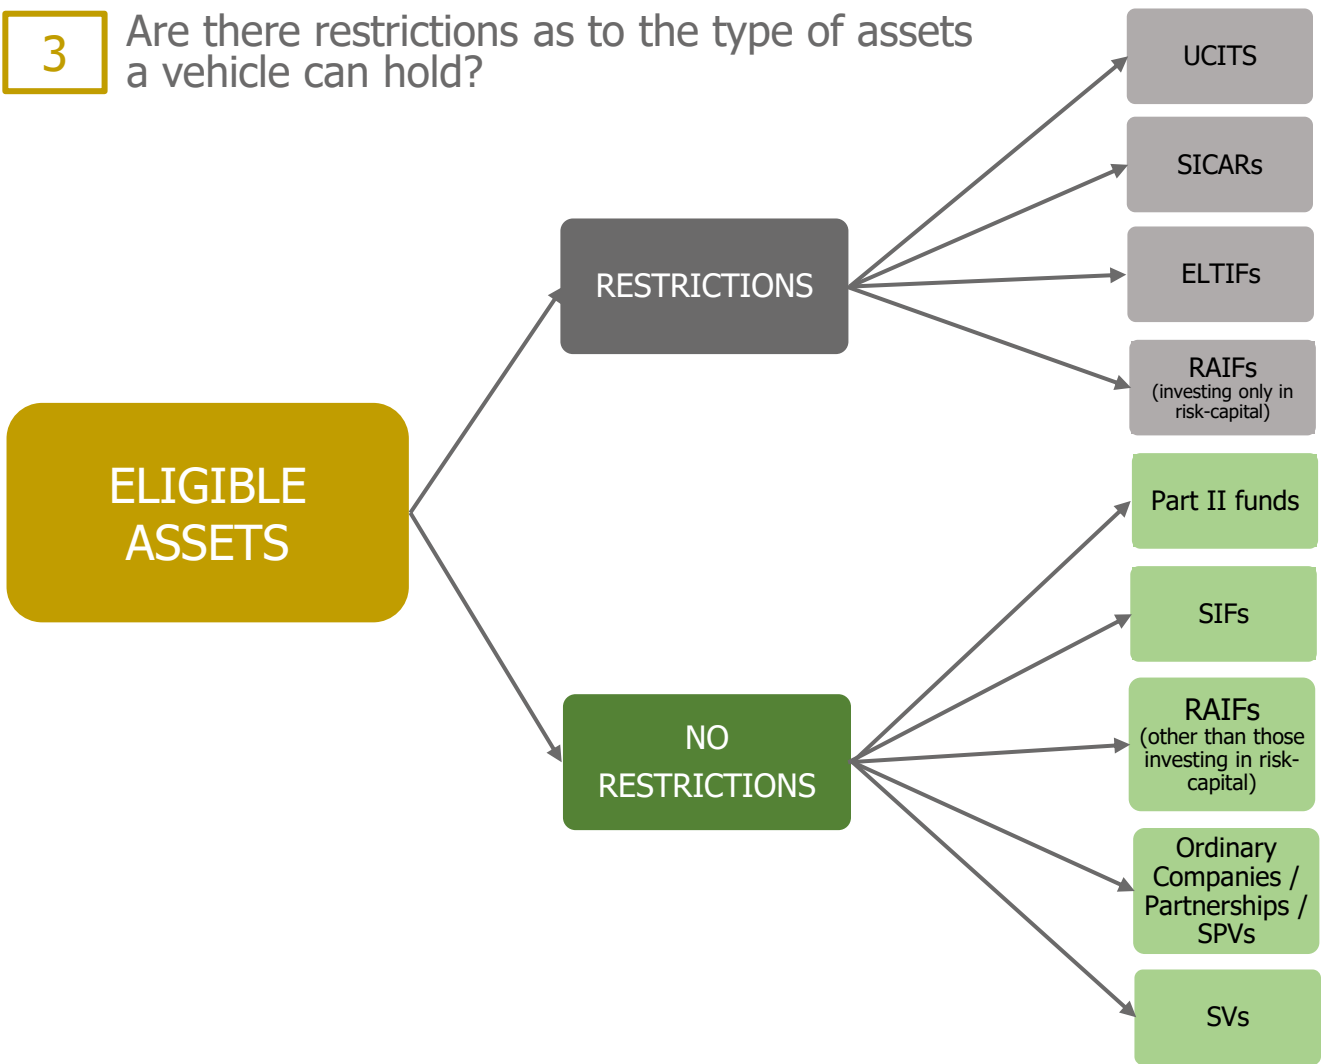 3
Are there restrictions as to the type of assets
a vehicle can hold?
ELIGIBLE
ASSETS
RESTRICTIONS
UCITS
SICARs
ELTIFs
RAIFs
(investing only in
risk-capital)
NO
RESTRICTIONS
Part II funds
SIFs
RAIFs
(other than those
investing in risk-
capital)
Ordinary
Companies /
Partnerships /
SPVs
SVs